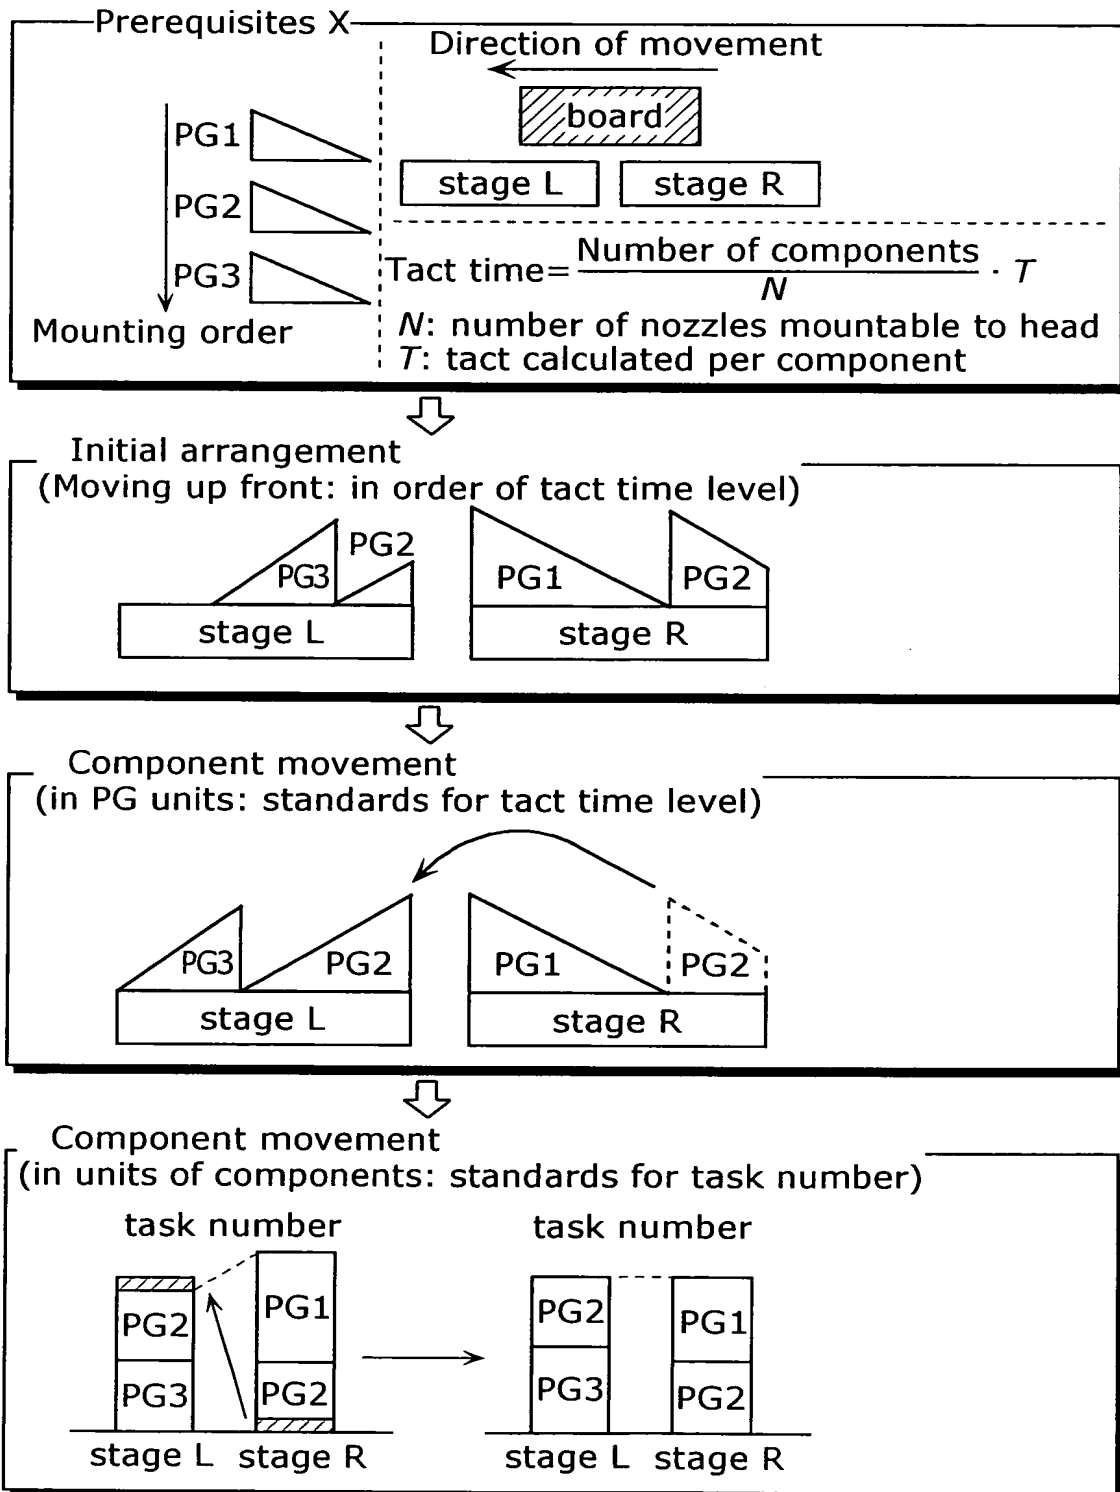 Prerequisites X
Direction of movement
board
PG1
PG2
PG3
Mounting order
stage L
stage R
Tact time= Number of components / N · T
N: number of nozzles mountable to head
T: tact calculated per component
Initial arrangement
(Moving up front: in order of tact time level)
PG3
PG2
PG1
PG2
stage L
stage R
Component movement
(in PG units: standards for tact time level)
PG3
PG2
PG1
PG2
stage L
stage R
Component movement
(in units of components: standards for task number)
task number
task number
PG2
PG3
PG1
PG2
PG2
PG3
PG1
PG2
stage L
stage R
stage L
stage R